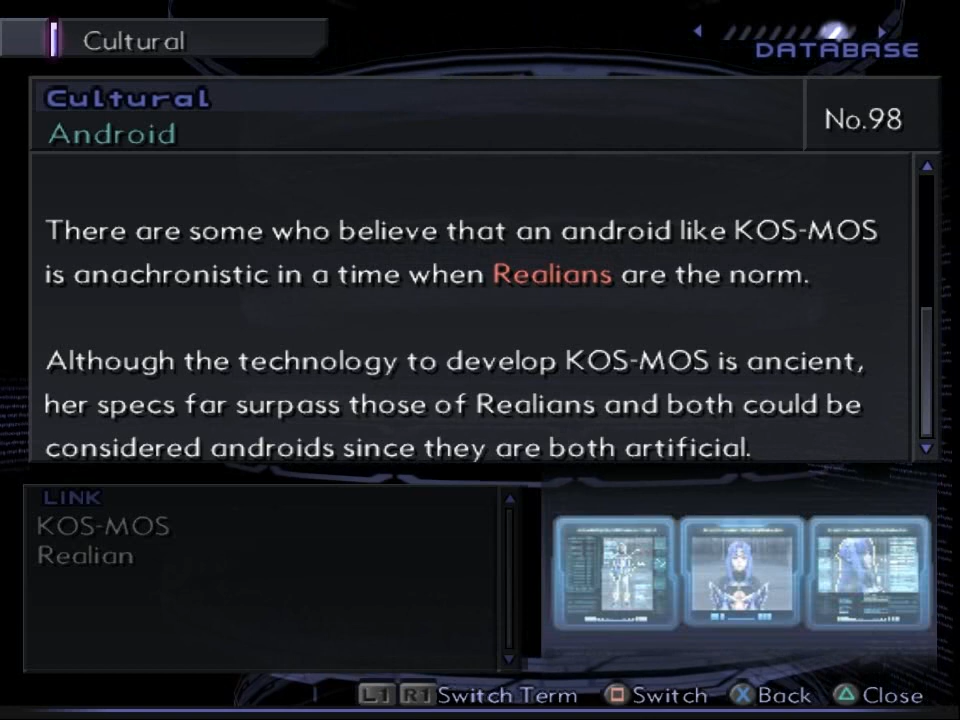 Cultural
DATABASE
Cultural
Android
No.98
There are some who believe that an android like KOS-MOS
is anachronistic in a time when Realians are the norm.
Although the technology to develop KOS-MOS is ancient,
her specs far surpass those of Realians and both could be
considered androids since they are both artificial.
LINK
KOS-MOS
Realian
L1 R1 Switch Term Switch X Back Close